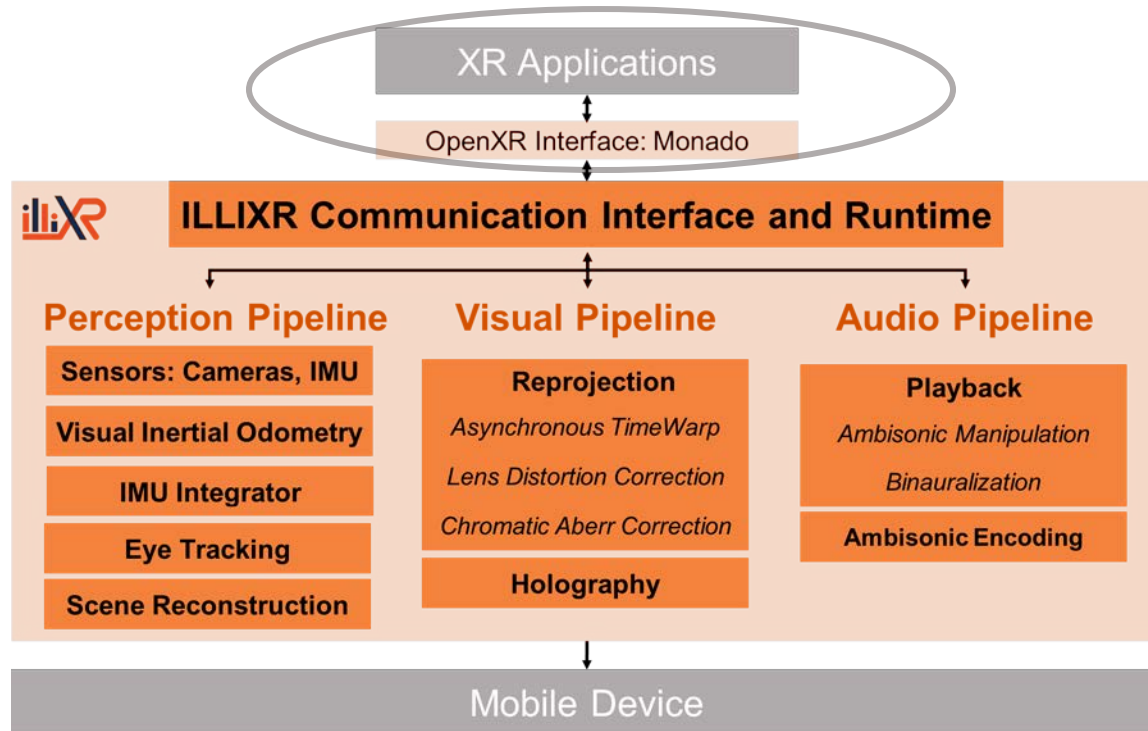 XR Applications
OpenXR Interface: Monado
illiXR
ILLIXR Communication Interface and Runtime
Perception Pipeline
Sensors: Cameras, IMU
Visual Inertial Odometry
IMU Integrator
Eye Tracking
Scene Reconstruction
Visual Pipeline
Reprojection
Asynchronous TimeWarp
Lens Distortion Correction
Chromatic Aberr Correction
Holography
Audio Pipeline
Playback
Ambisonic Manipulation
Binauralization
Ambisonic Encoding
Mobile Device